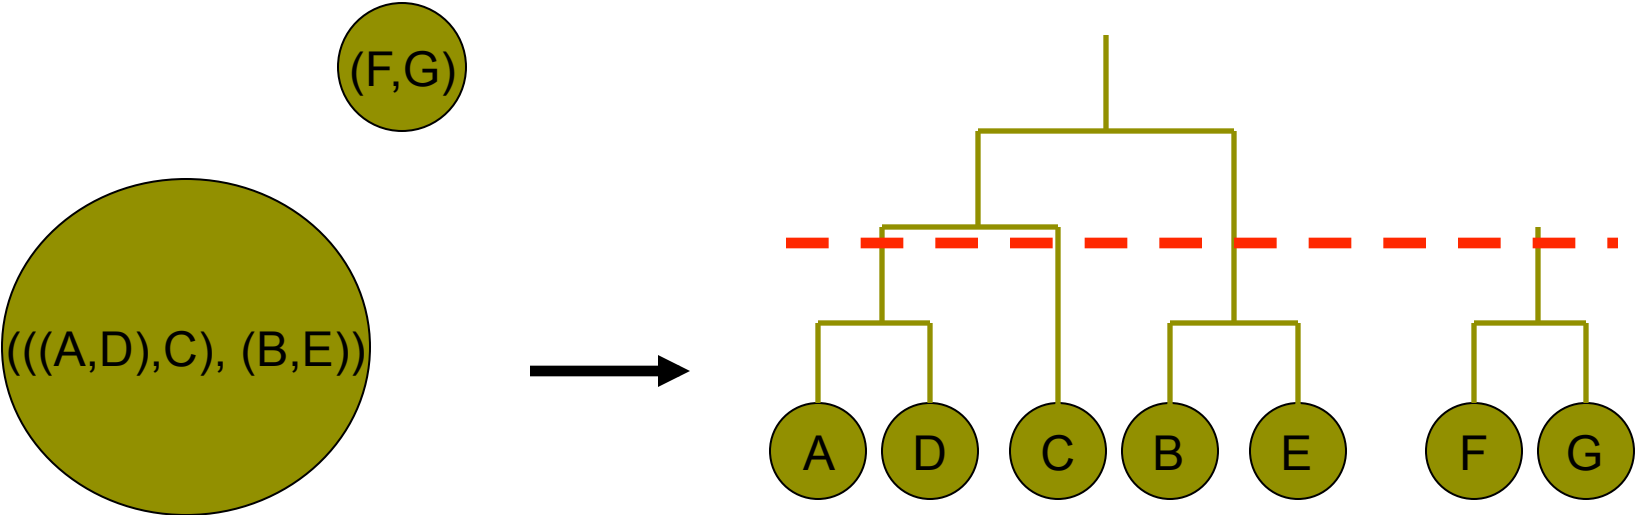 (F,G)
(((A,D),C), (B,E))
A D C B E F G